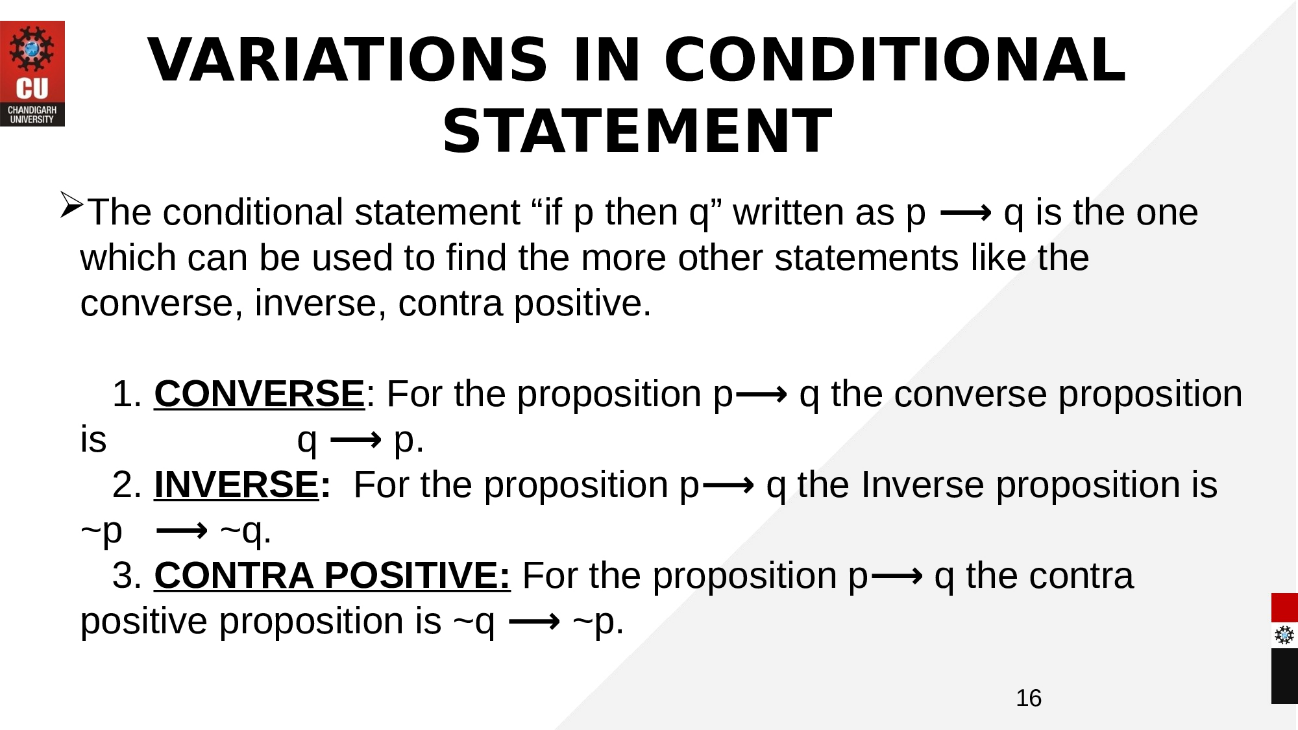 CU
CHANDIGARH
UNIVERSITY
VARIATIONS IN CONDITIONAL
STATEMENT
➢The conditional statement “if p then q” written as p ⟶ q is the one
which can be used to find the more other statements like the
converse, inverse, contra positive.
1. CONVERSE: For the proposition p⟶ q the converse proposition
is q ⟶ p.
2. INVERSE: For the proposition p⟶ q the Inverse proposition is
~p ⟶ ~q.
3. CONTRA POSITIVE: For the proposition p⟶ q the contra
positive proposition is ~q ⟶ ~p.
16